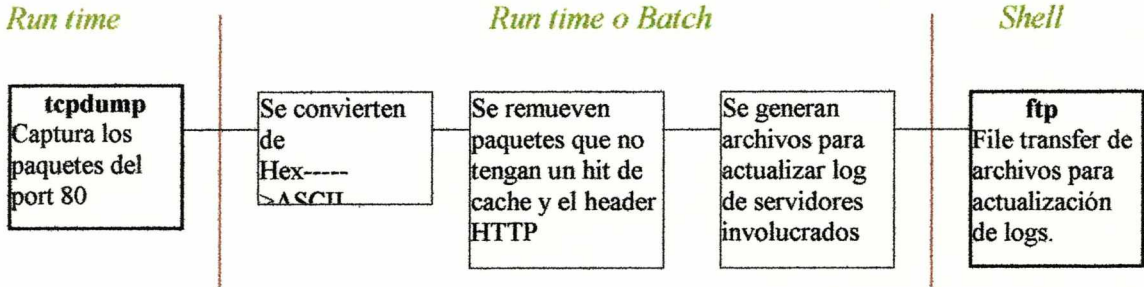 Run time
Run time o Batch
Shell
tcpdump
Captura los
paquetes del
port 80
Se convierten
de
Hex-----
>ASCII
Se remueven
paquetes que no
tengan un hit de
cache y el header
HTTP
Se generan
archivos para
actualizar log
de servidores
involucrados
ftp
File transfer de
archivos para
actualización
de logs.